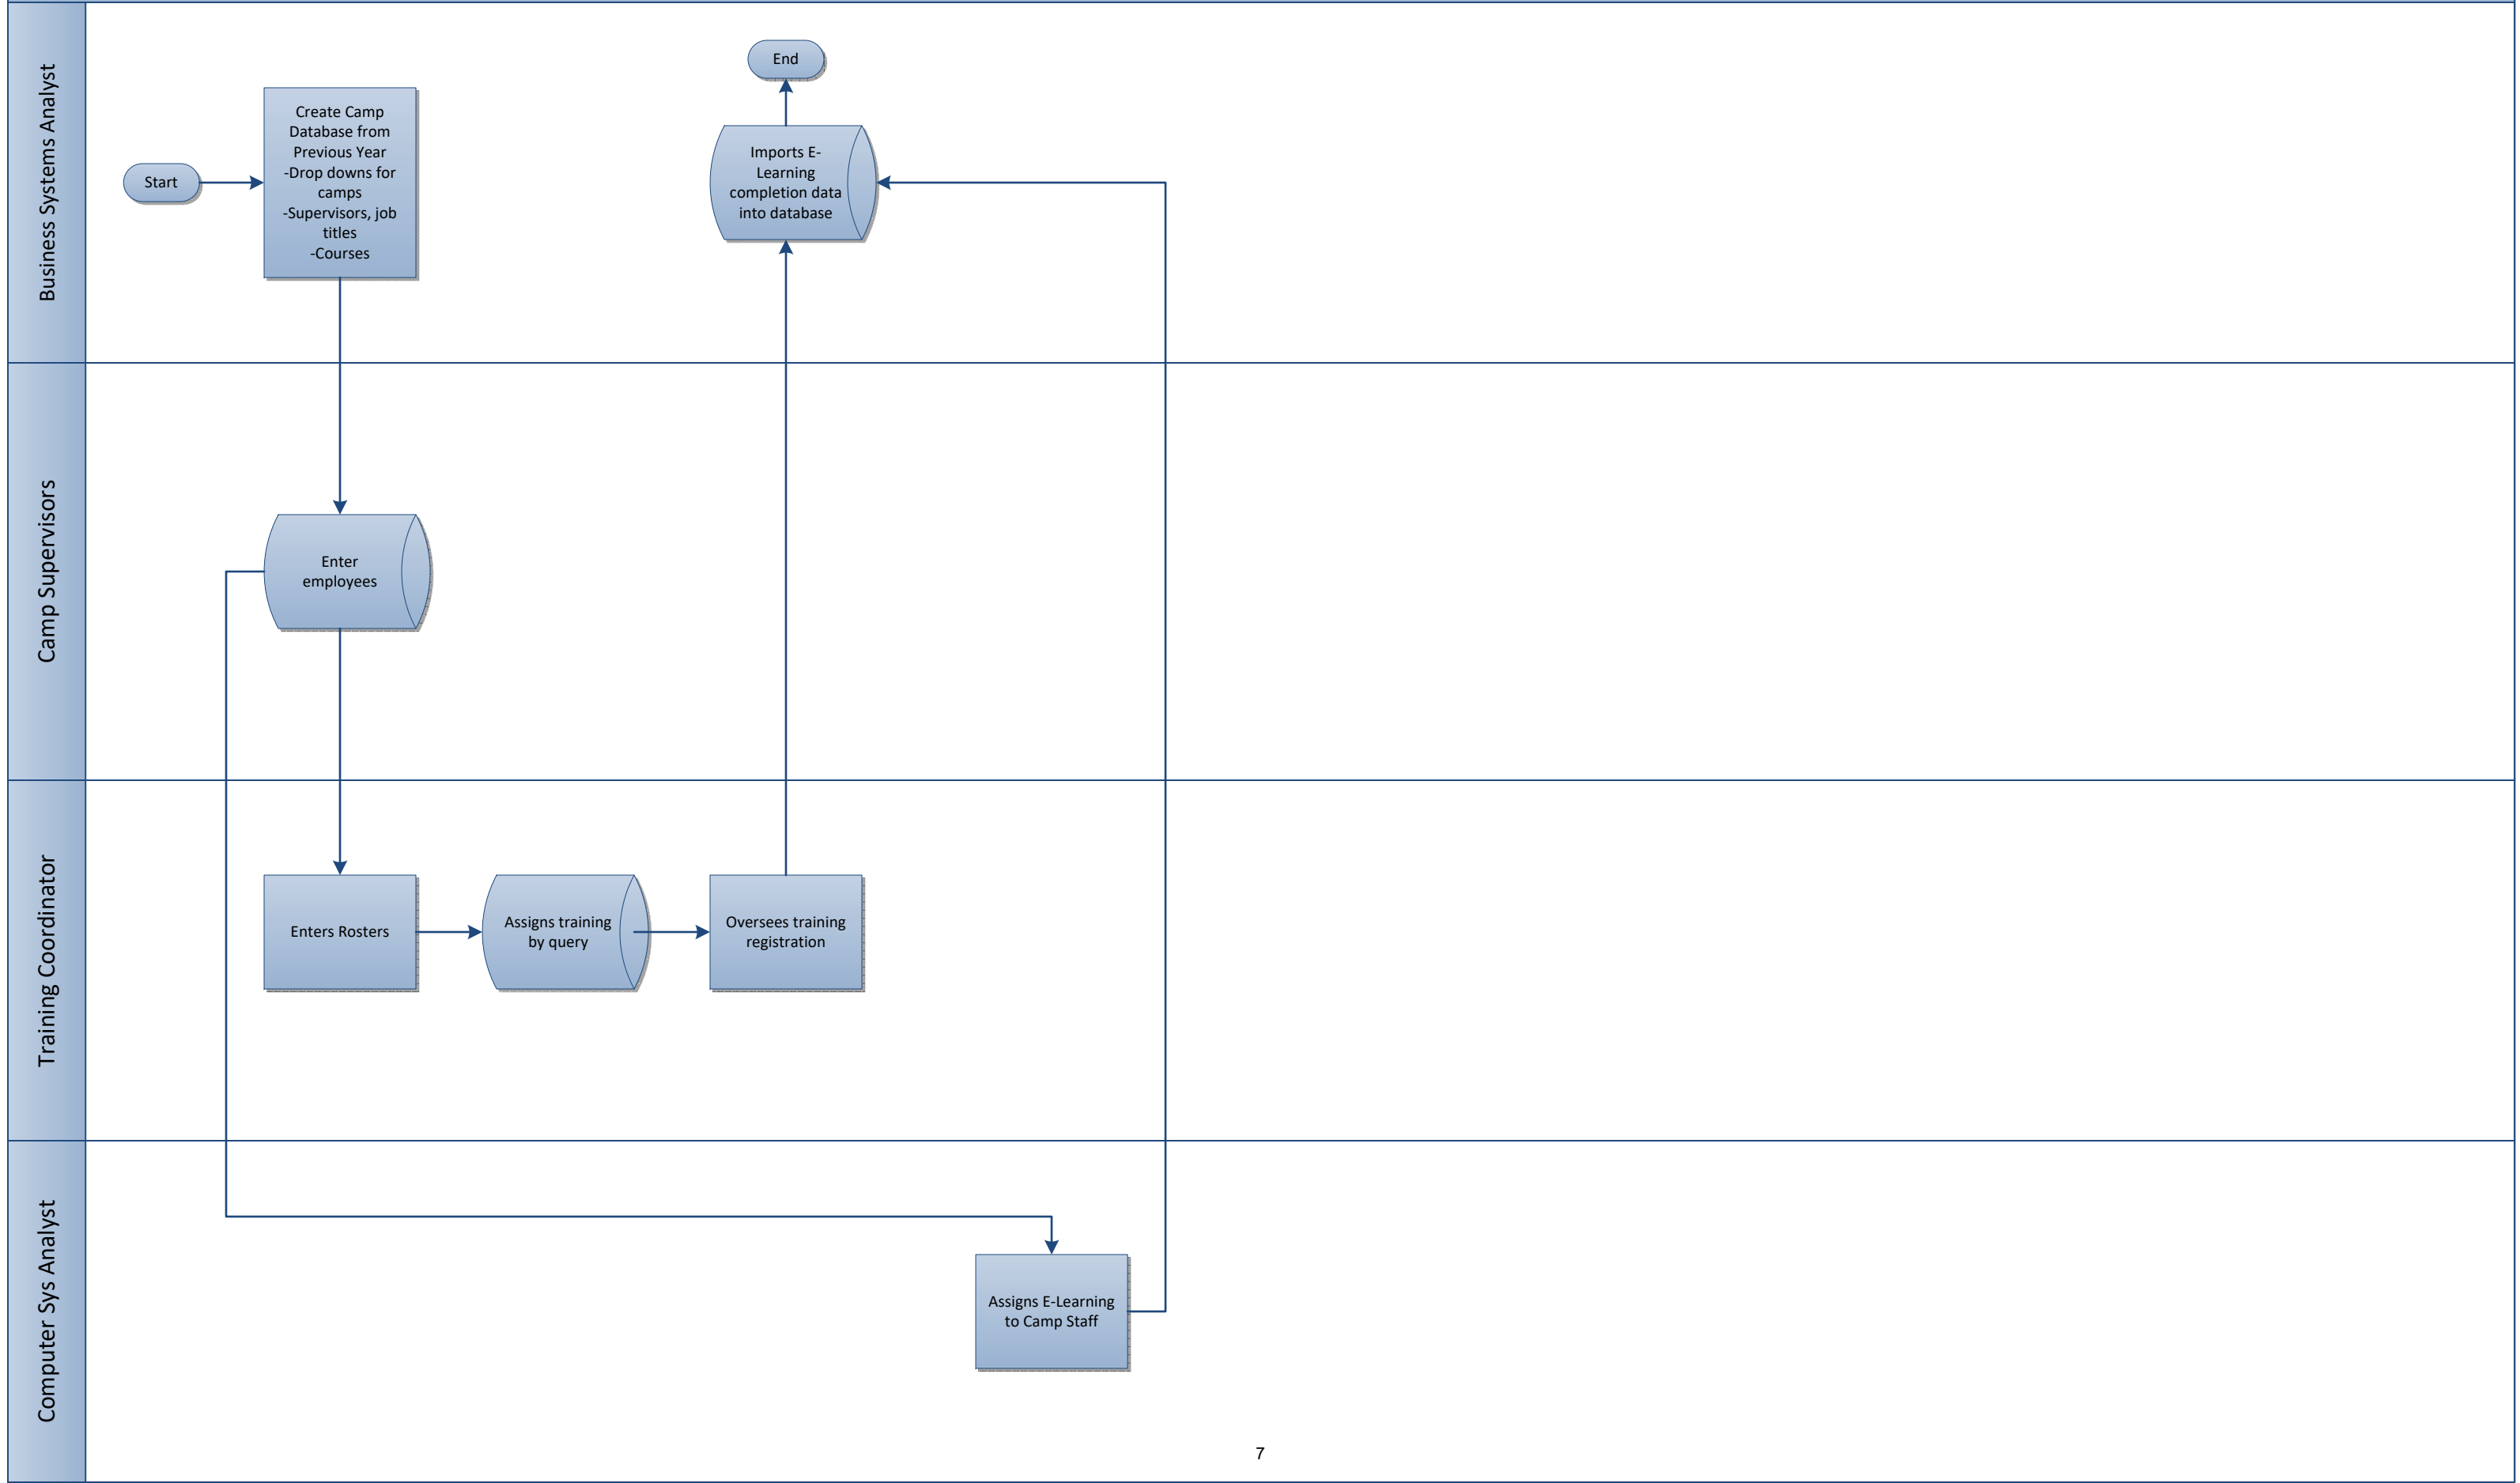 Business Systems Analyst
Start
Create Camp
Database from
Previous Year
-Drop downs for
camps
-Supervisors, job
titles
-Courses
End
Imports E-
Learning
completion data
into database
Camp Supervisors
Enter
employees
Training Coordinator
Enters Rosters
Assigns training
by query
Oversees training
registration
Computer Sys Analyst
Assigns E-Learning
to Camp Staff
7